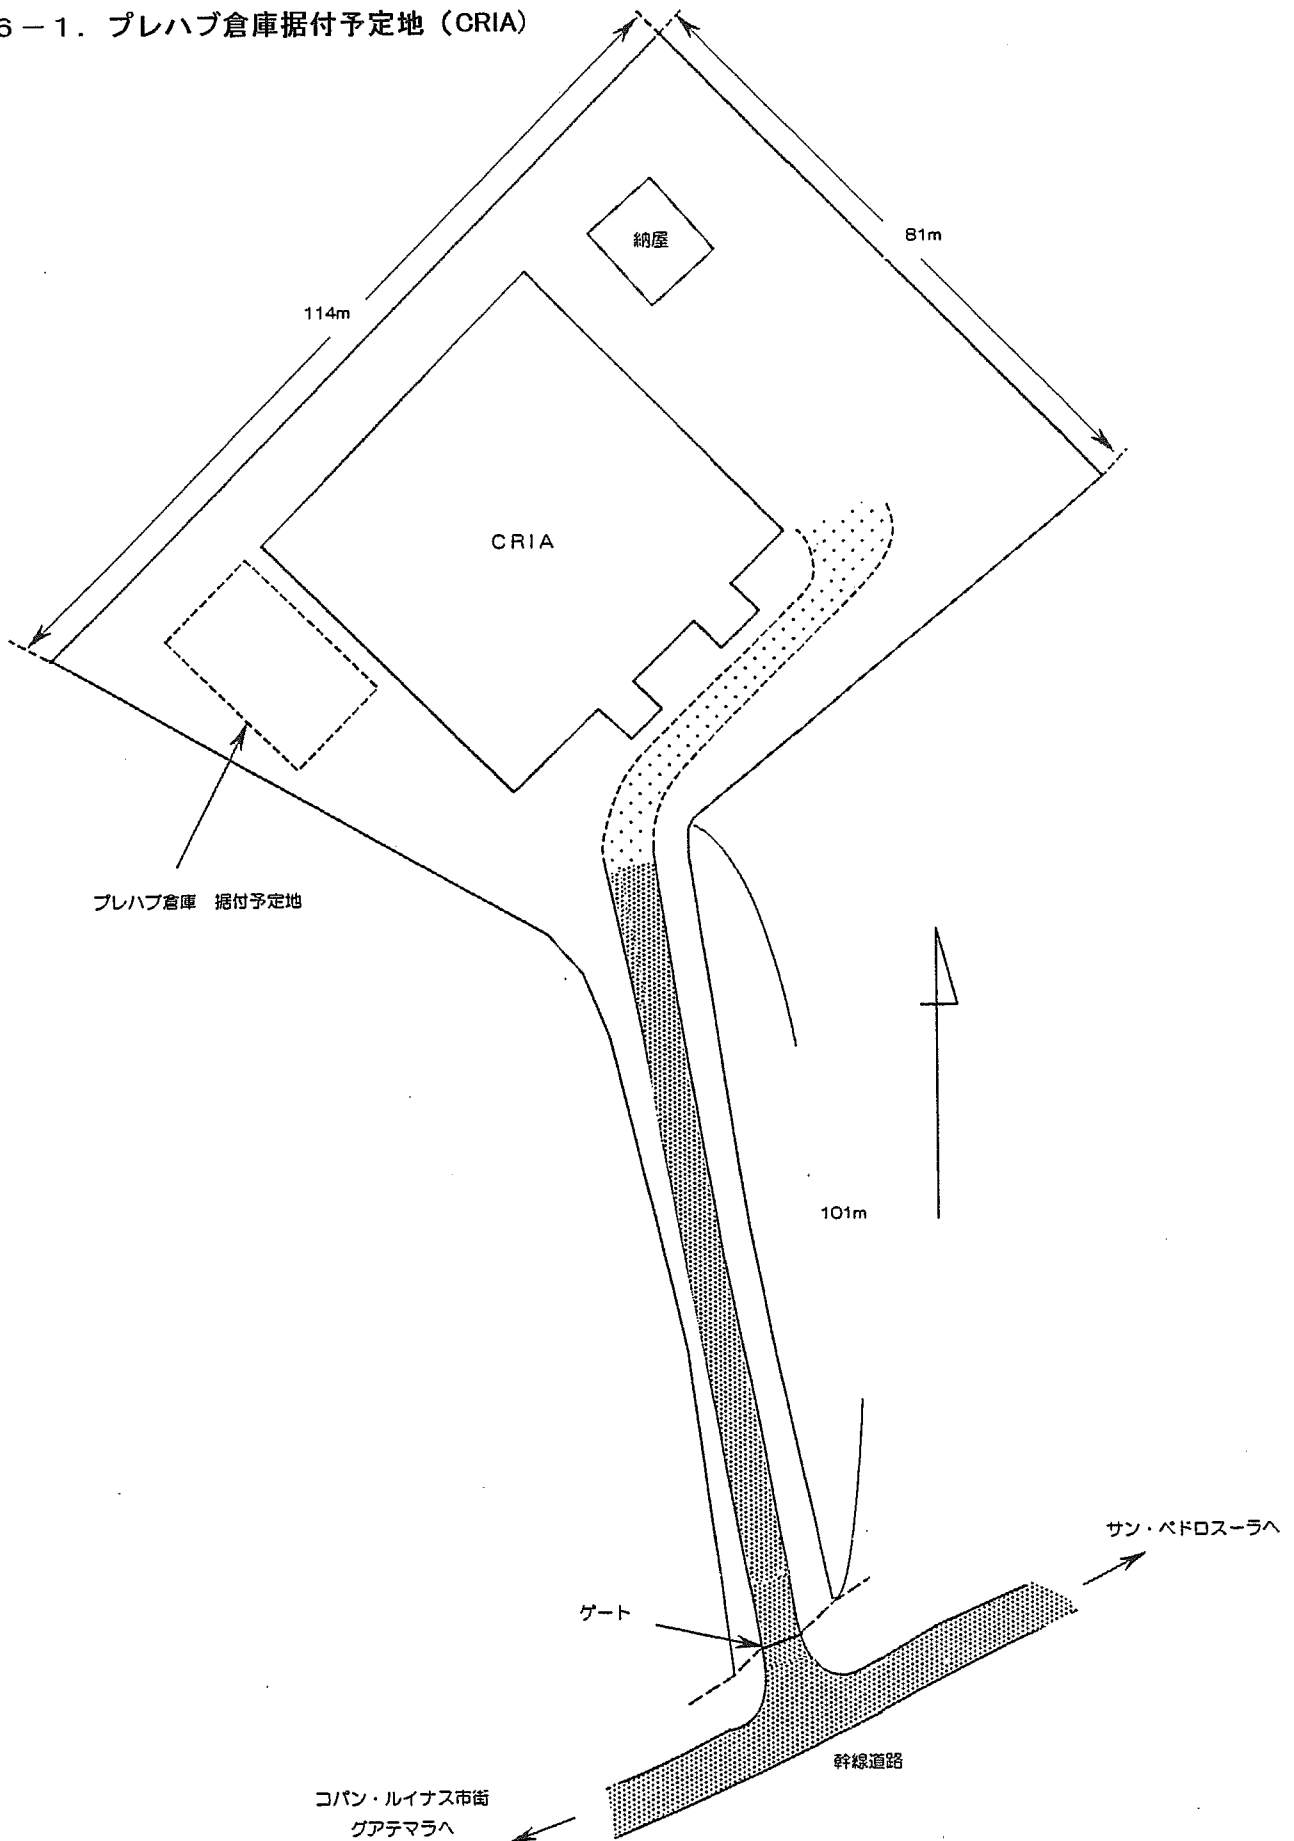 6－1．プレハブ倉庫据付予定地（CRIA）
納屋
81m
114m
CRIA
プレハブ倉庫　据付予定地
101m
サン・ペドロスーラへ
ゲート
幹線道路
コパン・ルイナス市街
グアテマラへ